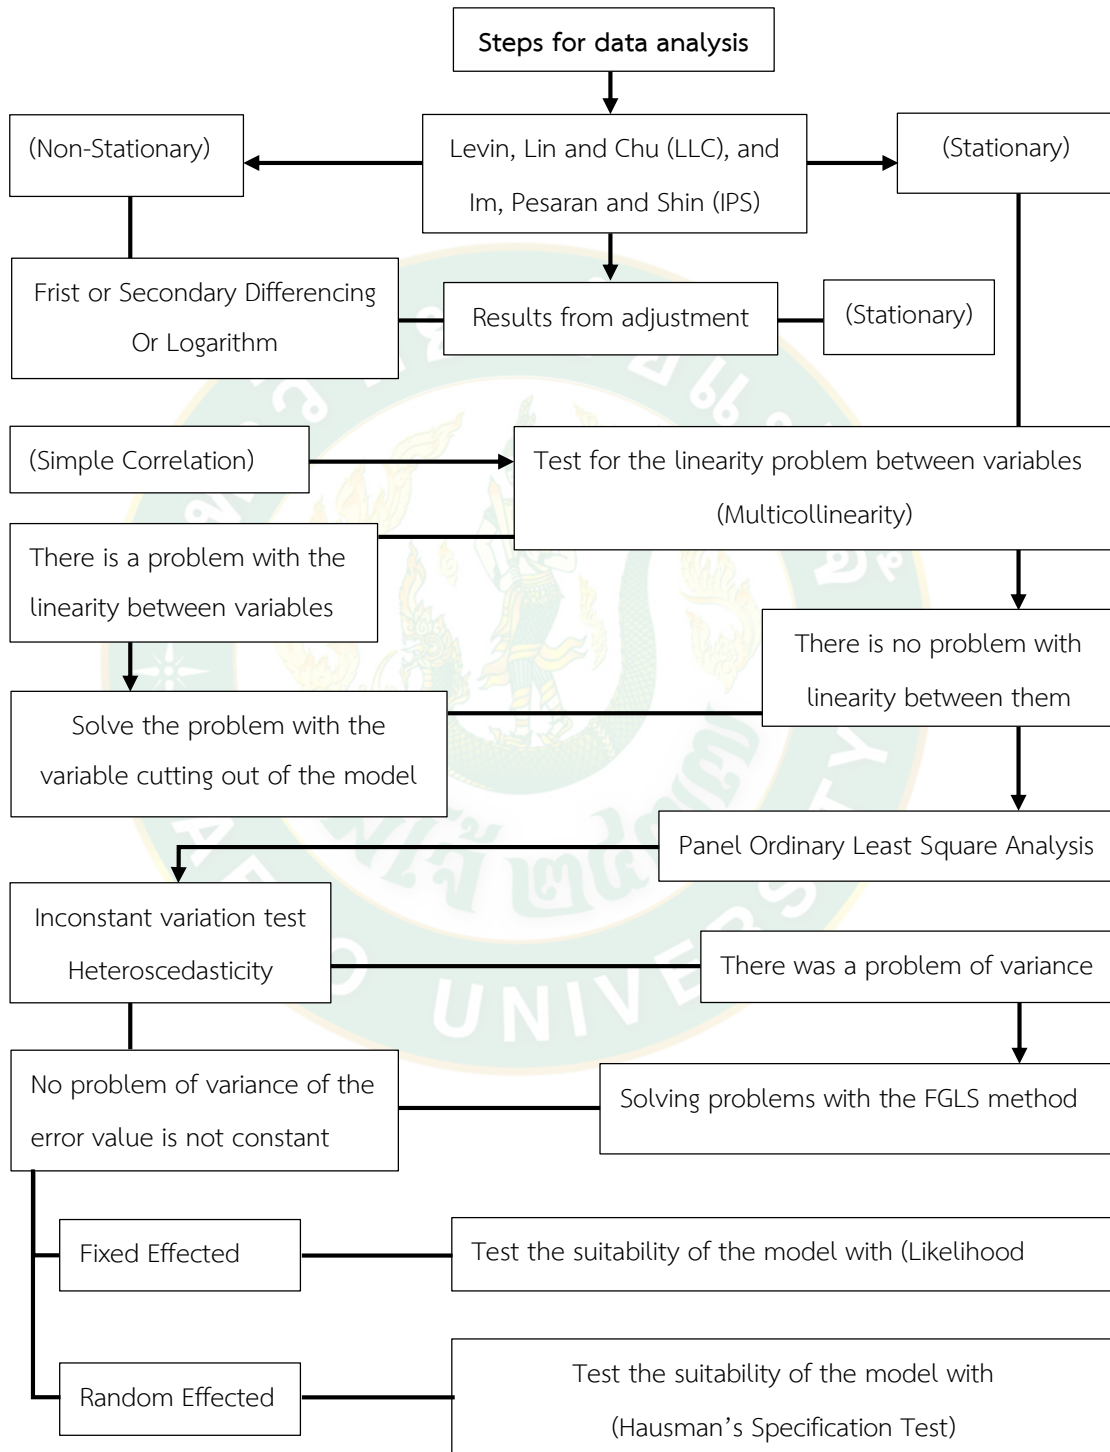 Steps for data analysis
(Non-Stationary)
Levin, Lin and Chu (LLC), and
Im, Pesaran and Shin (IPS)
(Stationary)
Frist or Secondary Differencing
Or Logarithm
Results from adjustment
(Stationary)
(Simple Correlation)
Test for the linearity problem between variables
(Multicollinearity)
There is a problem with the
linearity between variables
There is no problem with
linearity between them
Solve the problem with the
variable cutting out of the model
Panel Ordinary Least Square Analysis
Inconstant variation test
Heteroscedasticity
There was a problem of variance
No problem of variance of the
error value is not constant
Solving problems with the FGLS method
Fixed Effected
Test the suitability of the model with (Likelihood
Random Effected
Test the suitability of the model with
(Hausman's Specification Test)
UNIVERSITY